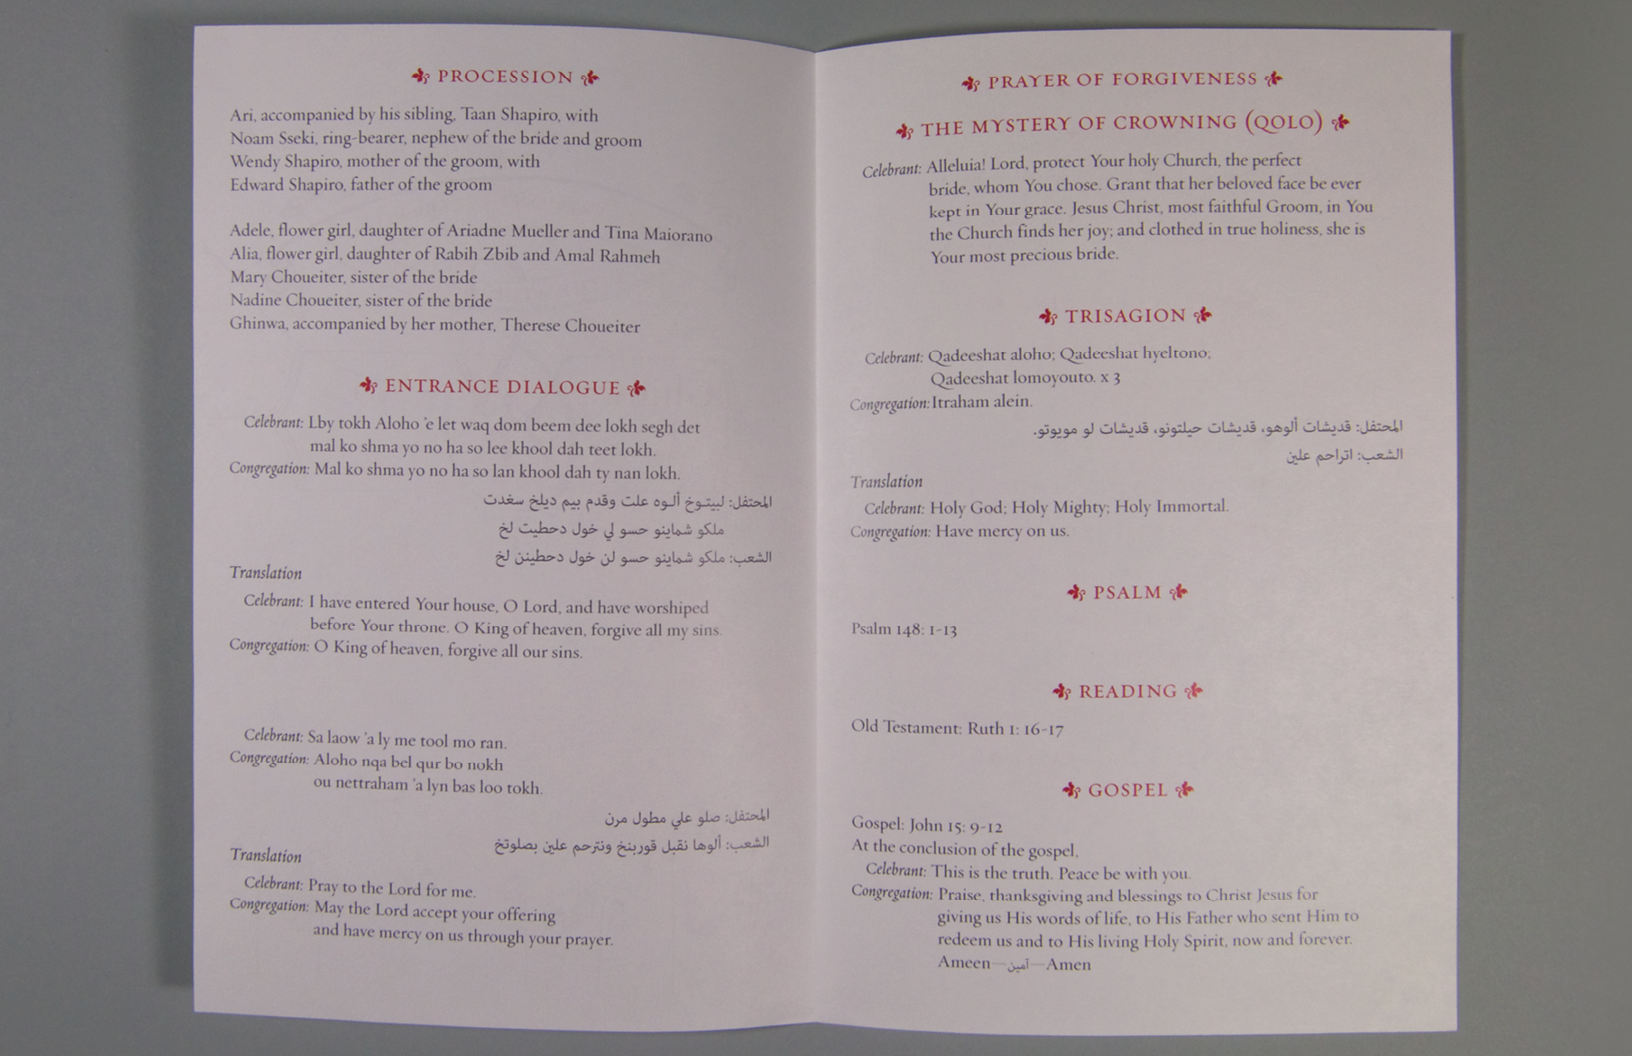 PROCESSION
Ari, accompanied by his sibling, Taan Shapiro, with
Noam Sseki, ring-bearer, nephew of the bride and groom
Wendy Shapiro, mother of the groom, with
Edward Shapiro, father of the groom
Adele, flower girl, daughter of Ariadne Mueller and Tina Maiorano
Alia, flower girl, daughter of Rabih Zbib and Amal Rahmeh
Mary Choueiter, sister of the bride
Nadine Choueiter, sister of the bride
Ghinwa, accompanied by her mother, Therese Choueiter
ENTRANCE DIALOGUE
Celebrant: Lby tokh Aloho 'e let waq dom beem dee lokh segh det
mal ko shma yo no ha so lee khool dah teet lokh.
Congregation: Mal ko shma yo no ha so lan khool dah ty nan lokh.
المحتفل: لبيتوخ ألوه علت وقدم بيم ديلخ سغدت
ملكو شماينو حسو لي خول دحطيت لخ
الشعب: ملكو شماينو حسو لن خول دحطينن لخ
Translation
Celebrant: I have entered Your house, O Lord, and have worshiped
before Your throne. O King of heaven, forgive all my sins.
Congregation: O King of heaven, forgive all our sins.
Celebrant: Sa laow 'a ly me tool mo ran.
Congregation: Aloho nqa bel qur bo nokh
ou nettraham 'a lyn bas loo tokh.
المحتفل: صلو علي مطول مرن
الشعب: ألوها نقبل قوربنخ ونترحم علين بصلوتخ
Translation
Celebrant: Pray to the Lord for me.
Congregation: May the Lord accept your offering
and have mercy on us through your prayer.
PRAYER OF FORGIVENESS
THE MYSTERY OF CROWNING (QOLO)
Celebrant: Alleluia! Lord, protect Your holy Church, the perfect
bride, whom You chose. Grant that her beloved face be ever
kept in Your grace. Jesus Christ, most faithful Groom, in You
the Church finds her joy; and clothed in true holiness, she is
Your most precious bride.
TRISAGION
Celebrant: Qadeeshat aloho; Qadeeshat hyeltono;
Qadeeshat lomoyouto. x 3
Congregation: Itraham alein.
المحتفل: قديشات ألوهو، قديشات حيلتونو، قديشات لو مويوتو.
الشعب: اتراحم علين
Translation
Celebrant: Holy God; Holy Mighty; Holy Immortal.
Congregation: Have mercy on us.
PSALM
Psalm 148: 1-13
READING
Old Testament: Ruth 1: 16-17
GOSPEL
Gospel: John 15: 9-12
At the conclusion of the gospel,
Celebrant: This is the truth. Peace be with you.
Congregation: Praise, thanksgiving and blessings to Christ Jesus for
giving us His words of life, to His Father who sent Him to
redeem us and to His living Holy Spirit, now and forever.
Ameen—آمين—Amen